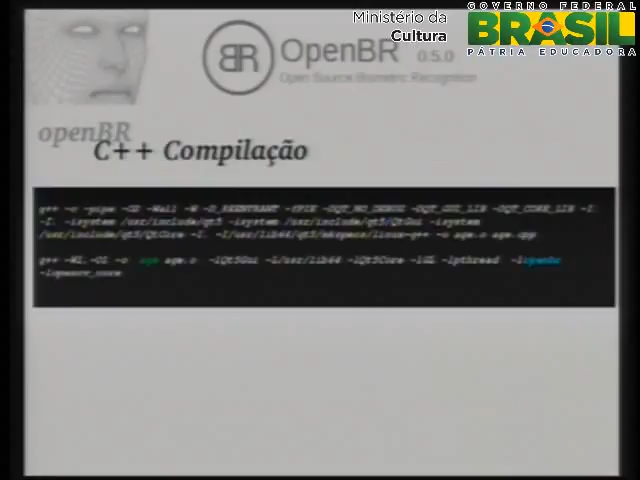 Ministério da
Cultura
GOVERNO FEDERAL
BRASIL
PÁTRIA EDUCADORA
BR
OpenBR 0.5.0
Open Source Biometric Recognition
openBR
C++ Compilação
g++ -c -pipe -O2 -Wall -W -D_REENTRANT -fPIE -DQT_NO_DEBUG -DQT_GUI_LIB -DQT_CORE_LIB -I.
-I. -isystem /usr/include/qt5 -isystem /usr/include/qt5/QtGui -isystem
/usr/include/qt5/QtCore -I. -I/usr/lib64/qt5/mkspecs/linux-g++ -o age.o age.cpp
g++ -Wl,-O1 -o age age.o -lQt5Gui -L/usr/lib64 -lQt5Core -lGL -lpthread -lopenbr
-lopencv_core